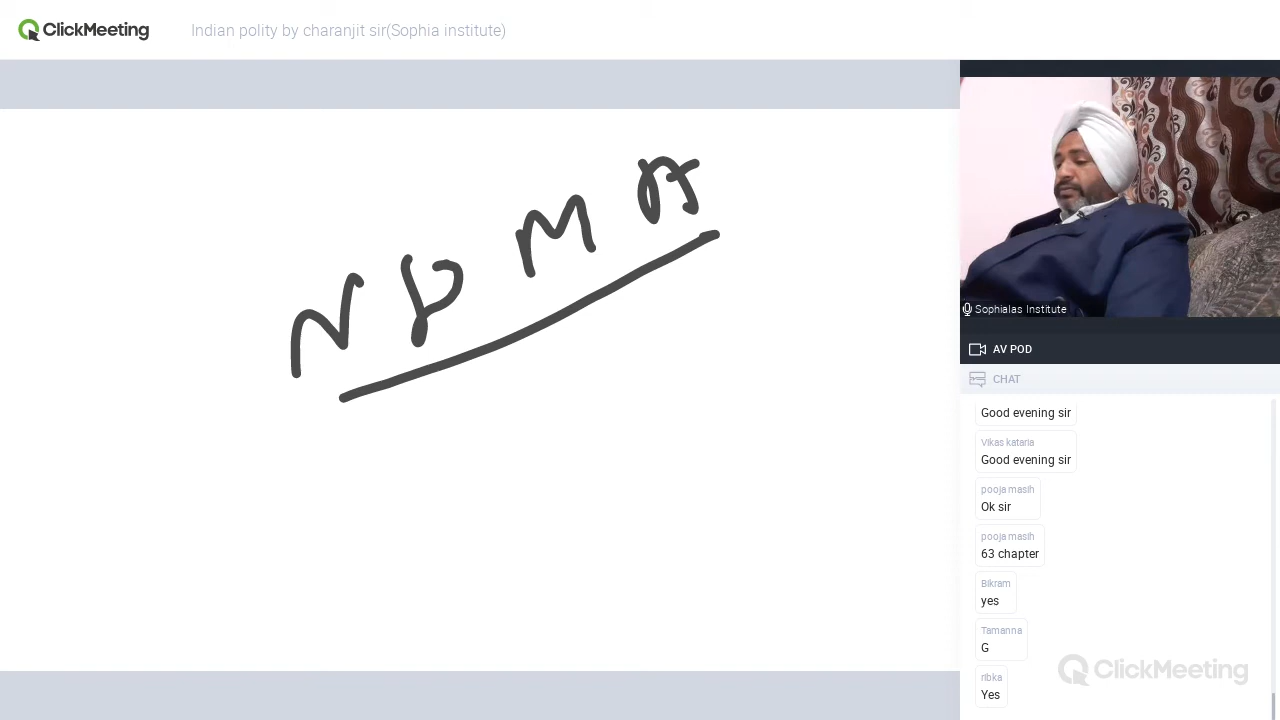 ClickMeeting
Indian polity by charanjit sir(Sophia institute)
N D M A
Sophialas Institute
AV POD
CHAT
Good evening sir
Vikas kataria
Good evening sir
pooja masih
Ok sir
pooja masih
63 chapter
Bikram
yes
Tamanna
G
ribka
Yes
ClickMeeting